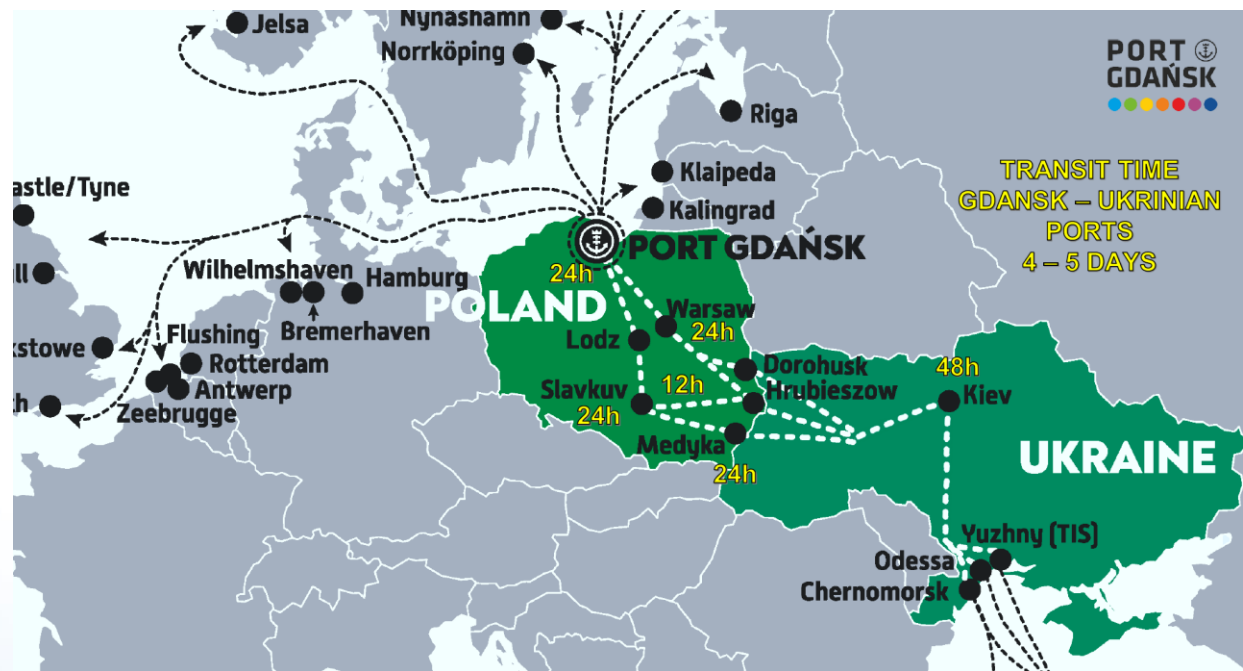 Jelsa
Nynashamn
Norrköping
PORT
GDAŃSK
Riga
TRANSIT TIME
GDANSK – UKRINIAN
PORTS
4 – 5 DAYS
Klaipeda
Kalingrad
astle/Tyne
PORT GDAŃSK
24h
Wilhelmshaven
Hamburg
ll
POLAND
Bremerhaven
Warsaw
24h
Flushing
Lodz
kstowe
Rotterdam
Dorohusk
48h
12h
Antwerp
Slavkuv
Hrubieszow
Kiev
24h
h
Zeebrugge
Medyka
24h
UKRAINE
Yuzhny (TIS)
Odessa
Chernomorsk